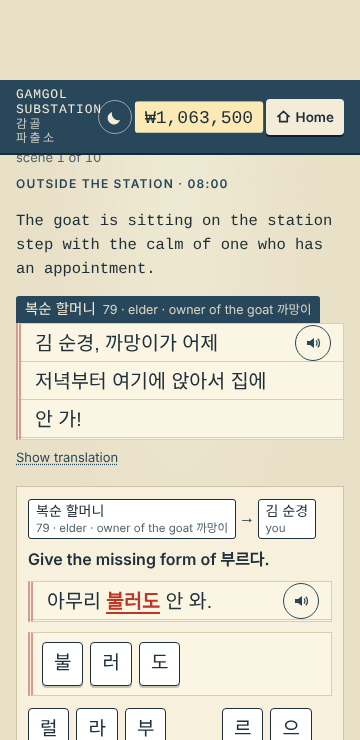 GAMGOL
SUBSTATION
감골
파출소
₩1,063,500
Home
scene 1 of 10
OUTSIDE THE STATION · 08:00
The goat is sitting on the station
step with the calm of one who has
an appointment.
복순 할머니 79 · elder · owner of the goat 까망이
김 순경, 까망이가 어제
저녁부터 여기에 앉아서 집에
안 가!
Show translation
복순 할머니
79 · elder · owner of the goat 까망이
→
김 순경
you
Give the missing form of 부르다.
아무리 불러도 안 와.
불 러 도
럴 라 부 르 으